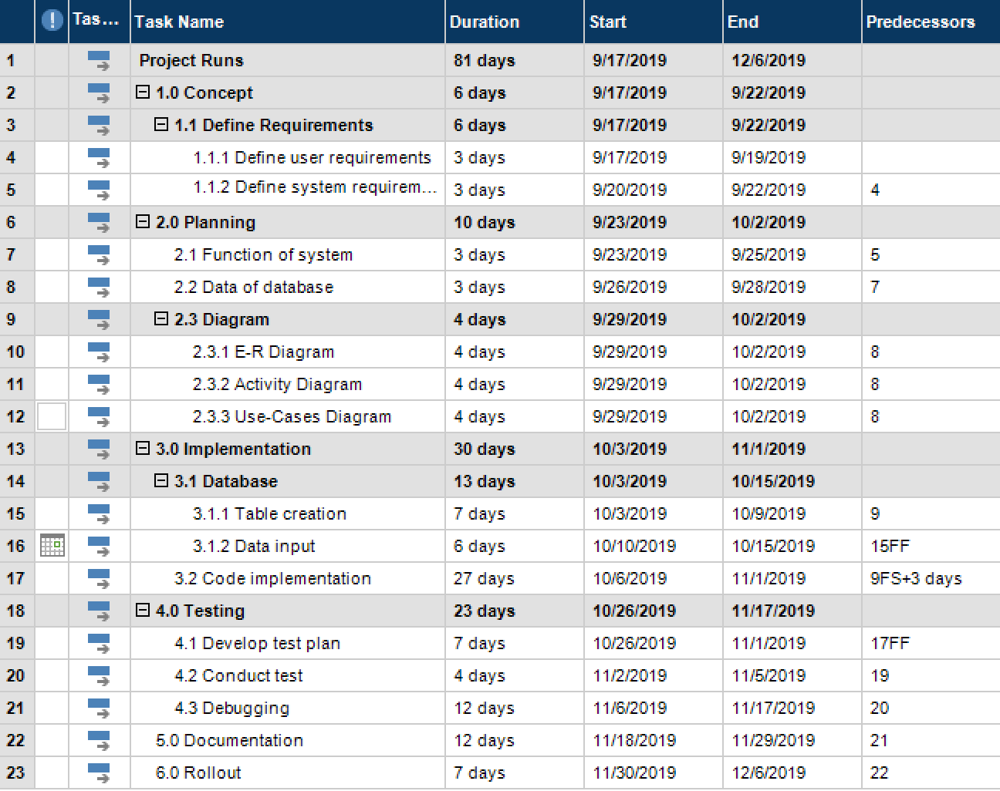 ! Tas... Task Name Duration Start End Predecessors
1 Project Runs 81 days 9/17/2019 12/6/2019
2 1.0 Concept 6 days 9/17/2019 9/22/2019
3 1.1 Define Requirements 6 days 9/17/2019 9/22/2019
4 1.1.1 Define user requirements 3 days 9/17/2019 9/19/2019
5 1.1.2 Define system requirem... 3 days 9/20/2019 9/22/2019 4
6 2.0 Planning 10 days 9/23/2019 10/2/2019
7 2.1 Function of system 3 days 9/23/2019 9/25/2019 5
8 2.2 Data of database 3 days 9/26/2019 9/28/2019 7
9 2.3 Diagram 4 days 9/29/2019 10/2/2019
10 2.3.1 E-R Diagram 4 days 9/29/2019 10/2/2019 8
11 2.3.2 Activity Diagram 4 days 9/29/2019 10/2/2019 8
12 2.3.3 Use-Cases Diagram 4 days 9/29/2019 10/2/2019 8
13 3.0 Implementation 30 days 10/3/2019 11/1/2019
14 3.1 Database 13 days 10/3/2019 10/15/2019
15 3.1.1 Table creation 7 days 10/3/2019 10/9/2019 9
16 3.1.2 Data input 6 days 10/10/2019 10/15/2019 15FF
17 3.2 Code implementation 27 days 10/6/2019 11/1/2019 9FS+3 days
18 4.0 Testing 23 days 10/26/2019 11/17/2019
19 4.1 Develop test plan 7 days 10/26/2019 11/1/2019 17FF
20 4.2 Conduct test 4 days 11/2/2019 11/5/2019 19
21 4.3 Debugging 12 days 11/6/2019 11/17/2019 20
22 5.0 Documentation 12 days 11/18/2019 11/29/2019 21
23 6.0 Rollout 7 days 11/30/2019 12/6/2019 22